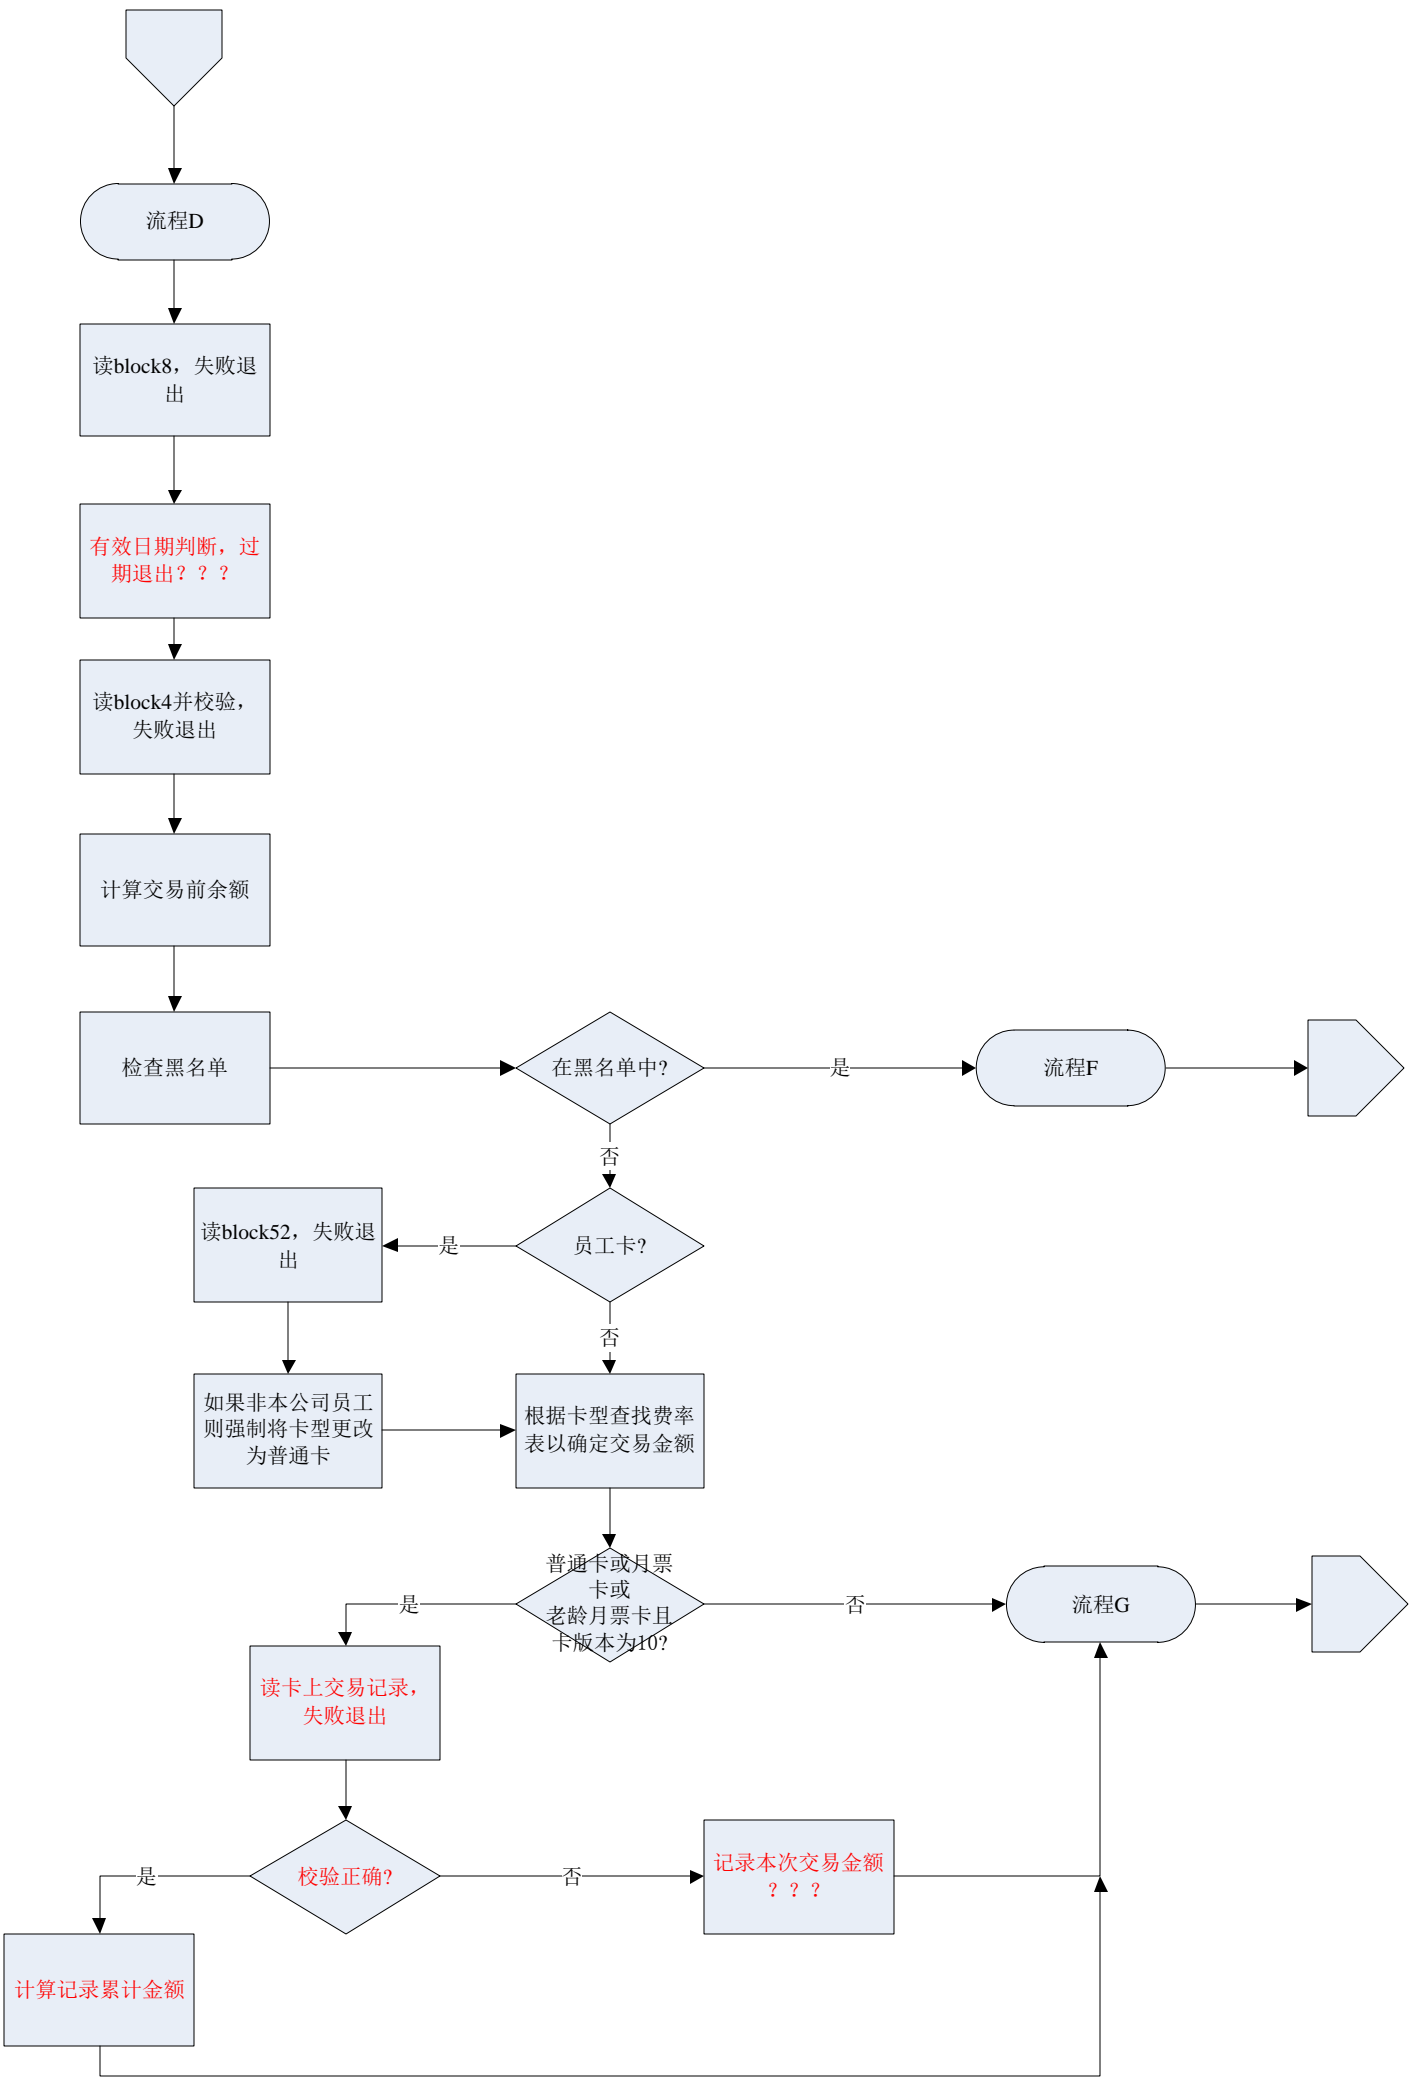 流程D
读block8，失败退
出
有效日期判断，过
期退出？？？
读block4并校验，
失败退出
计算交易前余额
检查黑名单
在黑名单中?
是
流程F
否
读block52，失败退
出
是
员工卡?
否
如果非本公司员工
则强制将卡型更改
为普通卡
根据卡型查找费率
表以确定交易金额
普通卡或月票
卡或
老龄月票卡且
卡版本为10?
是
否
流程G
读卡上交易记录，
失败退出
校验正确?
是
否
记录本次交易金额
？？？
计算记录累计金额